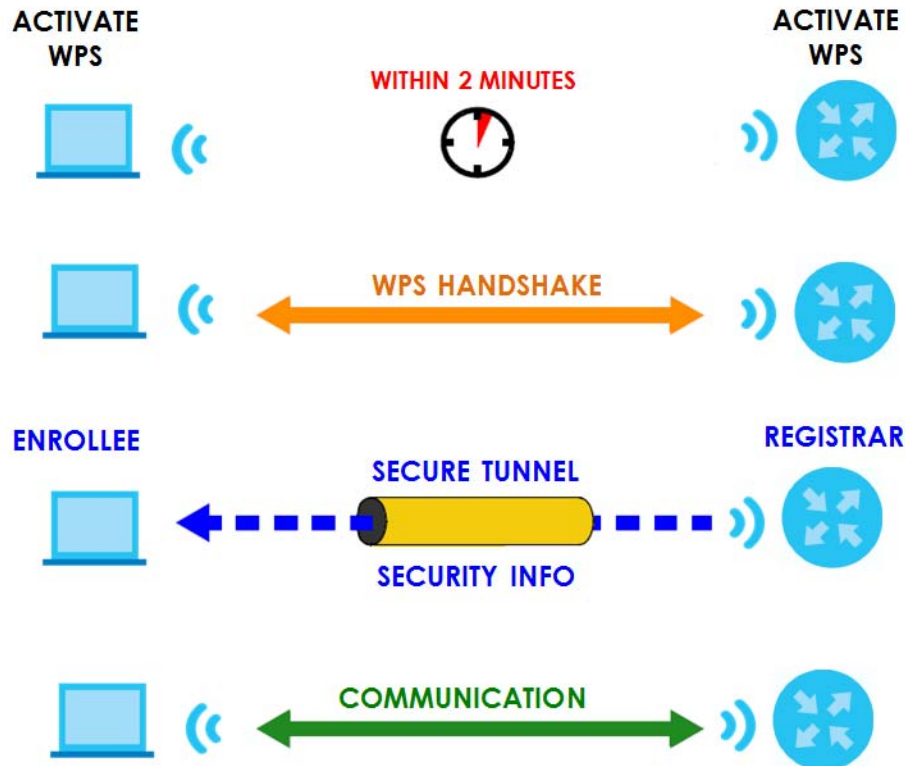 ACTIVATE
WPS
ACTIVATE
WPS
WITHIN 2 MINUTES
WPS HANDSHAKE
ENROLLEE
REGISTRAR
SECURE TUNNEL
SECURITY INFO
COMMUNICATION